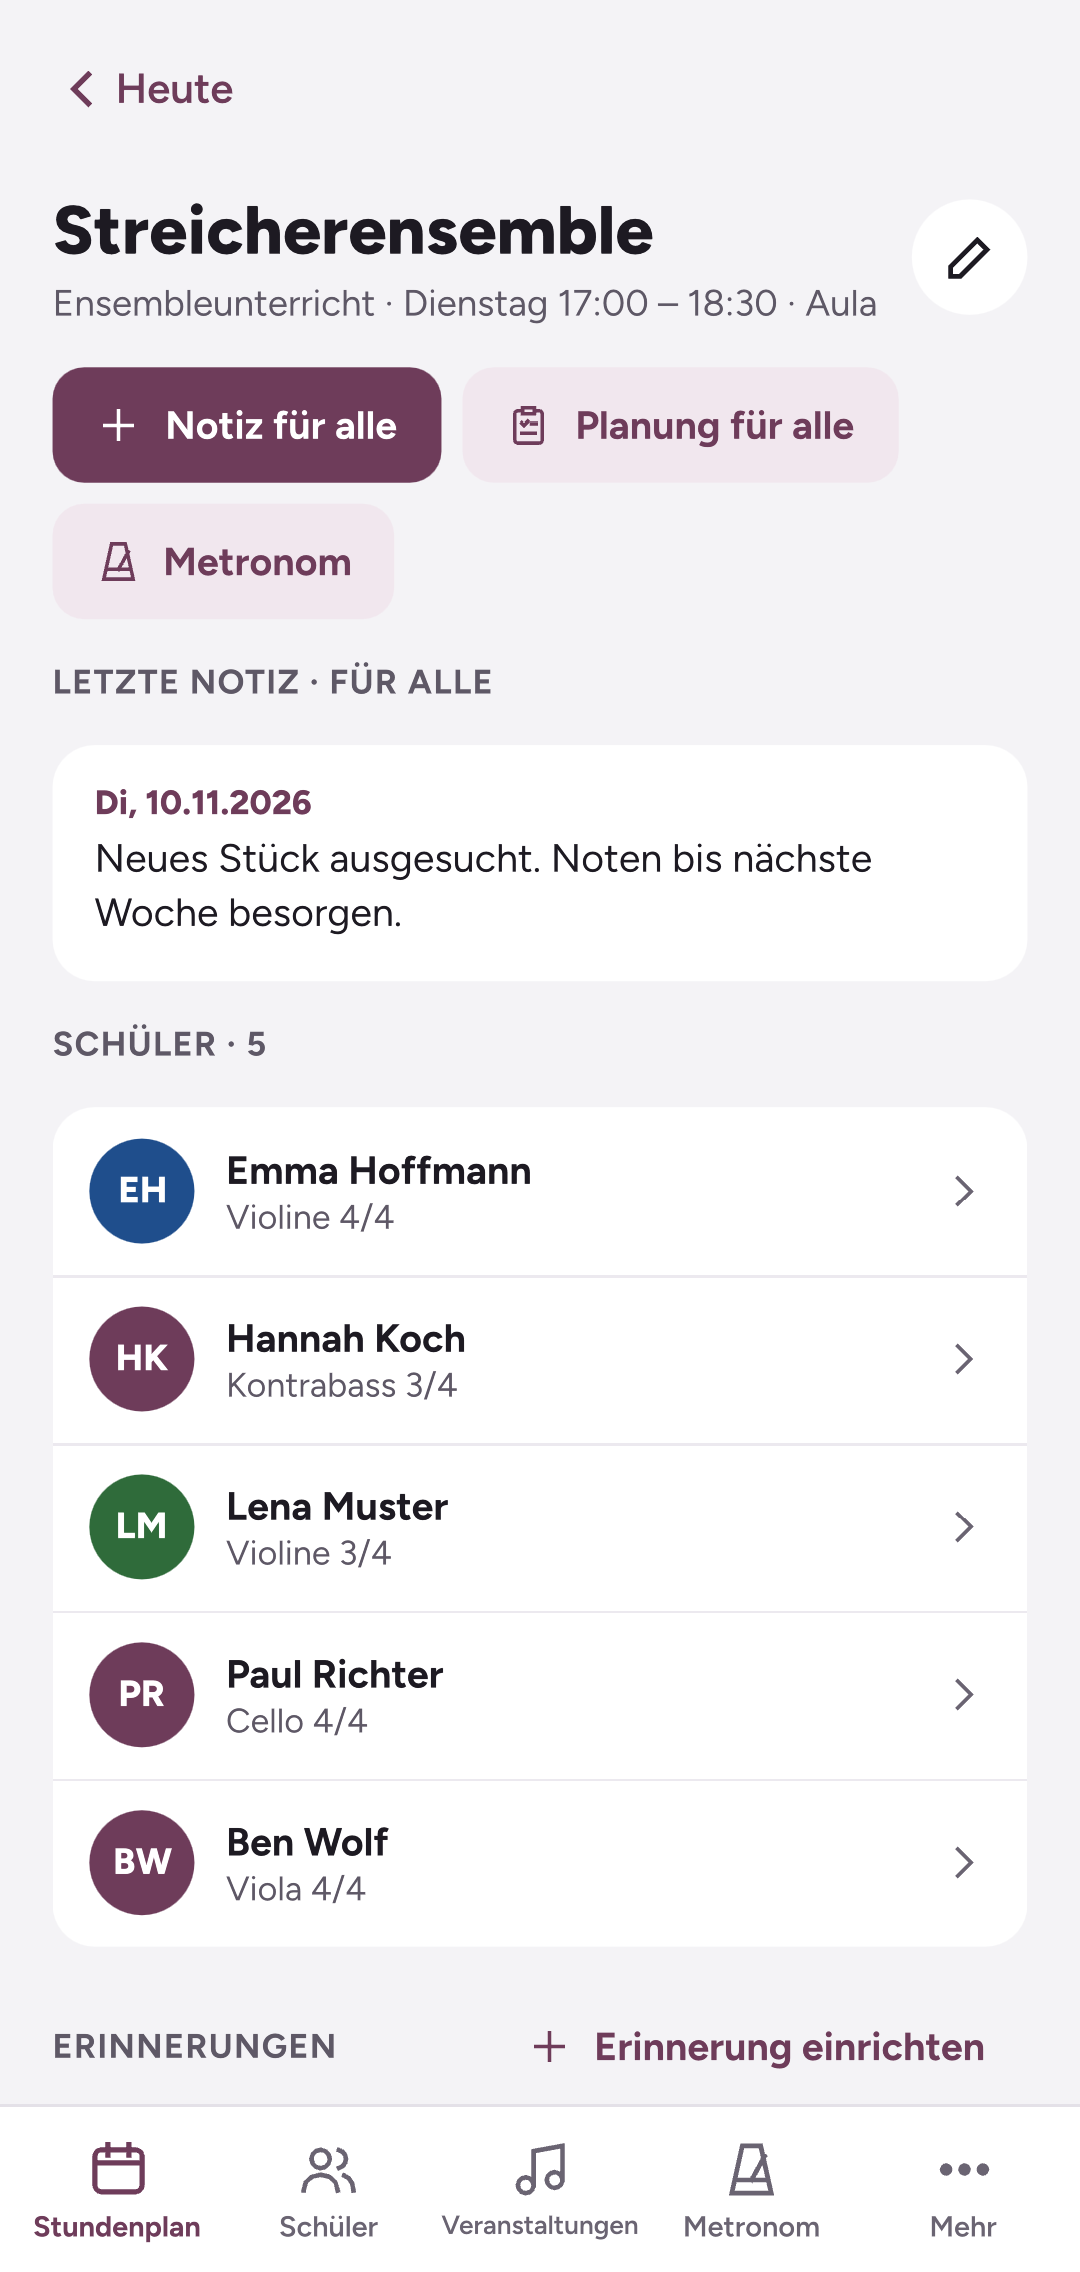 Heute
Streicherensemble
Ensembleunterricht · Dienstag 17:00 – 18:30 · Aula
Notiz für alle
Planung für alle
Metronom
LETZTE NOTIZ · FÜR ALLE
Di, 10.11.2026
Neues Stück ausgesucht. Noten bis nächste
Woche besorgen.
SCHÜLER · 5
EH
Emma Hoffmann
Violine 4/4
HK
Hannah Koch
Kontrabass 3/4
LM
Lena Muster
Violine 3/4
PR
Paul Richter
Cello 4/4
BW
Ben Wolf
Viola 4/4
ERINNERUNGEN
Erinnerung einrichten
Stundenplan
Schüler
Veranstaltungen
Metronom
Mehr